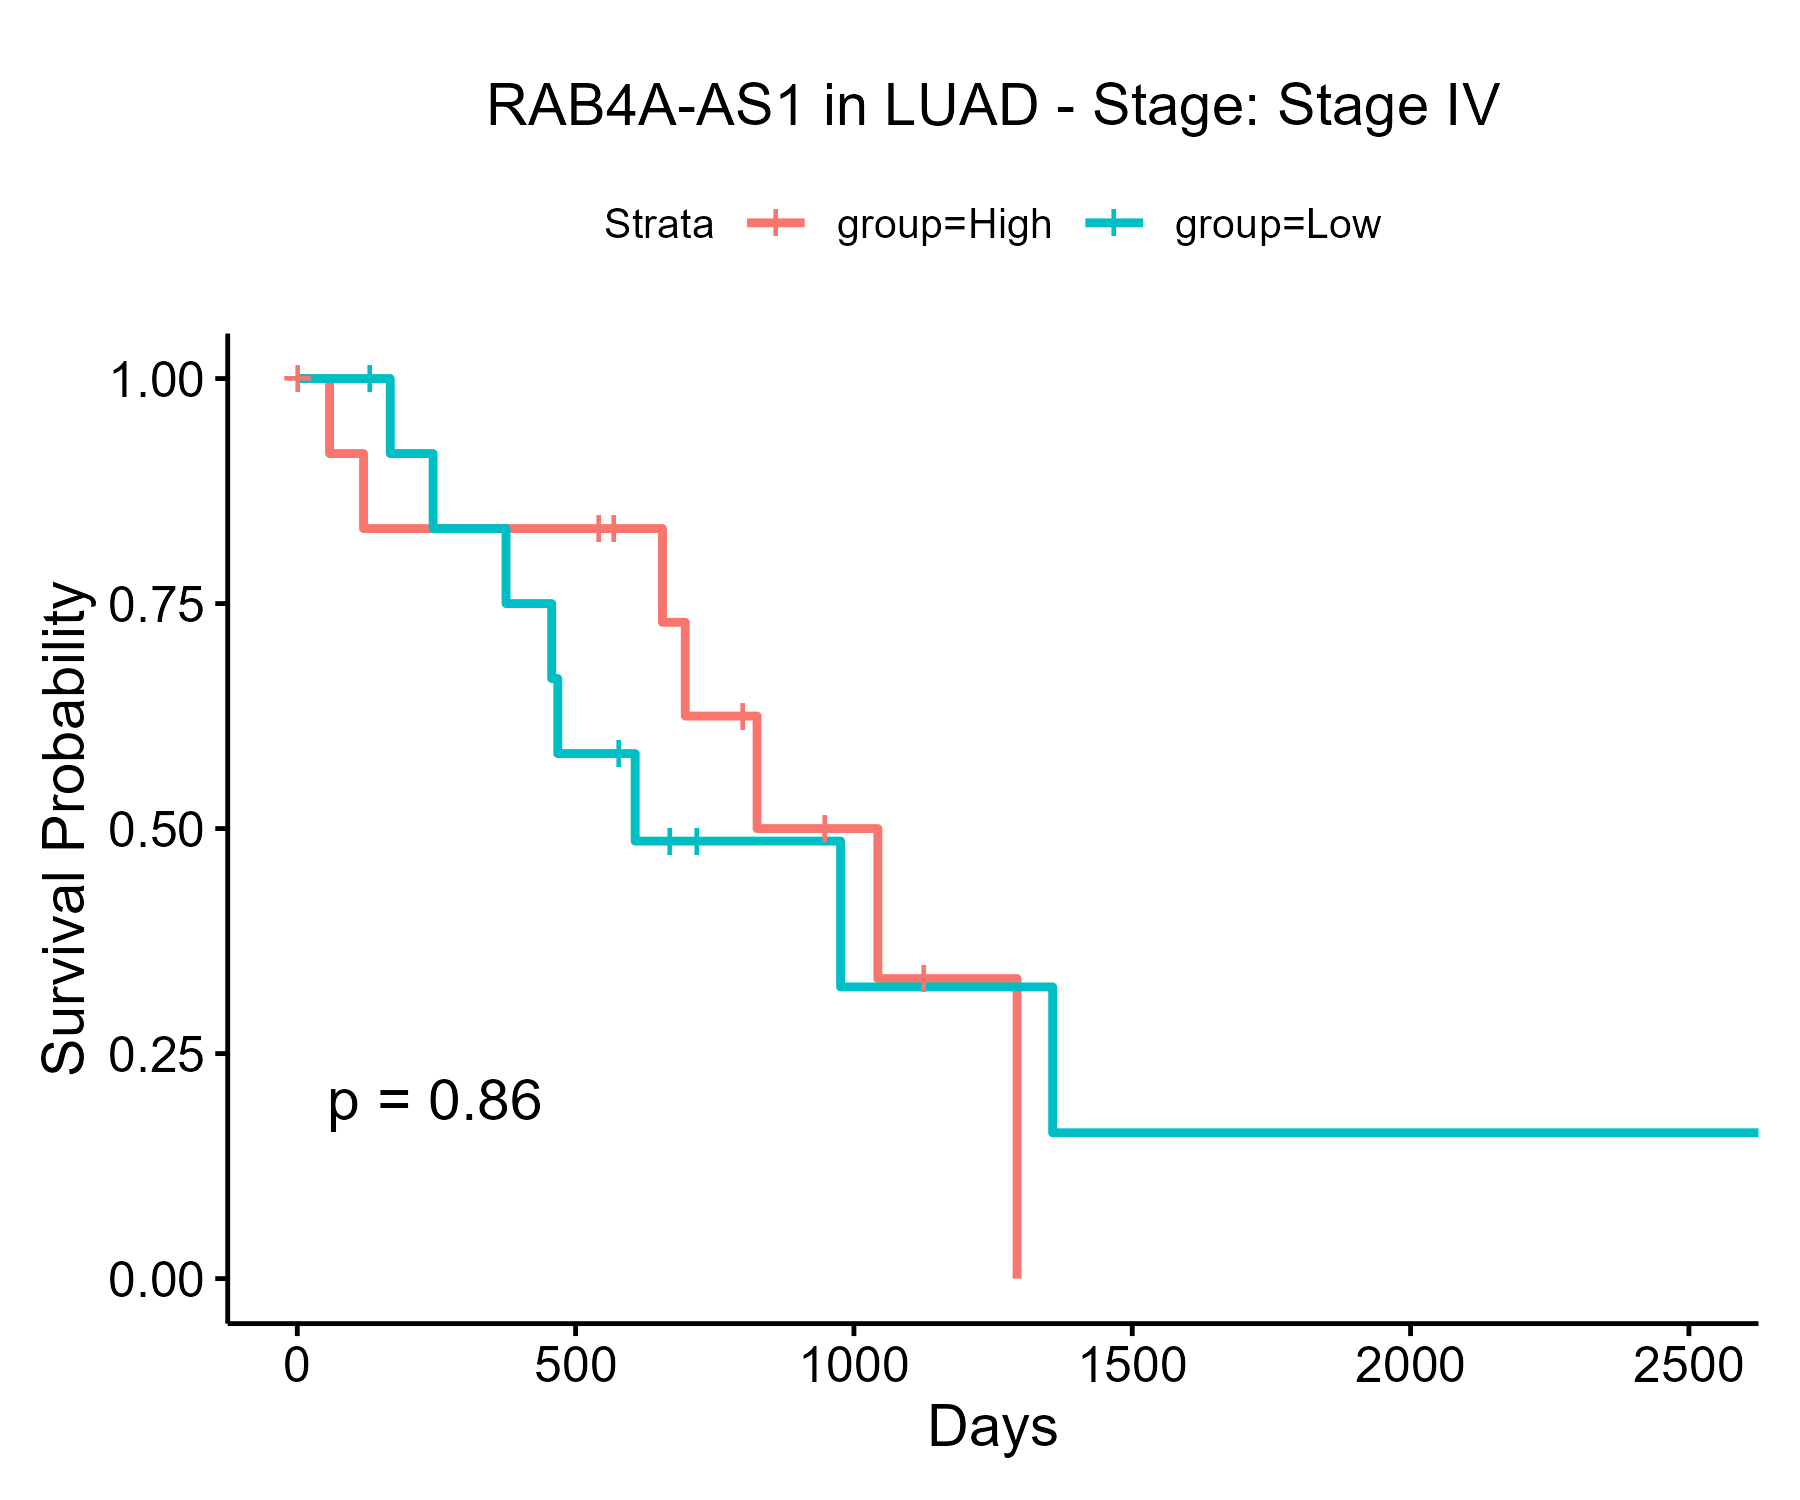 RAB4A-AS1 in LUAD - Stage: Stage IV
Strata group=High group=Low
Survival Probability
1.00
0.75
0.50
0.25
0.00
p = 0.86
0 500 1000 1500 2000 2500
Days